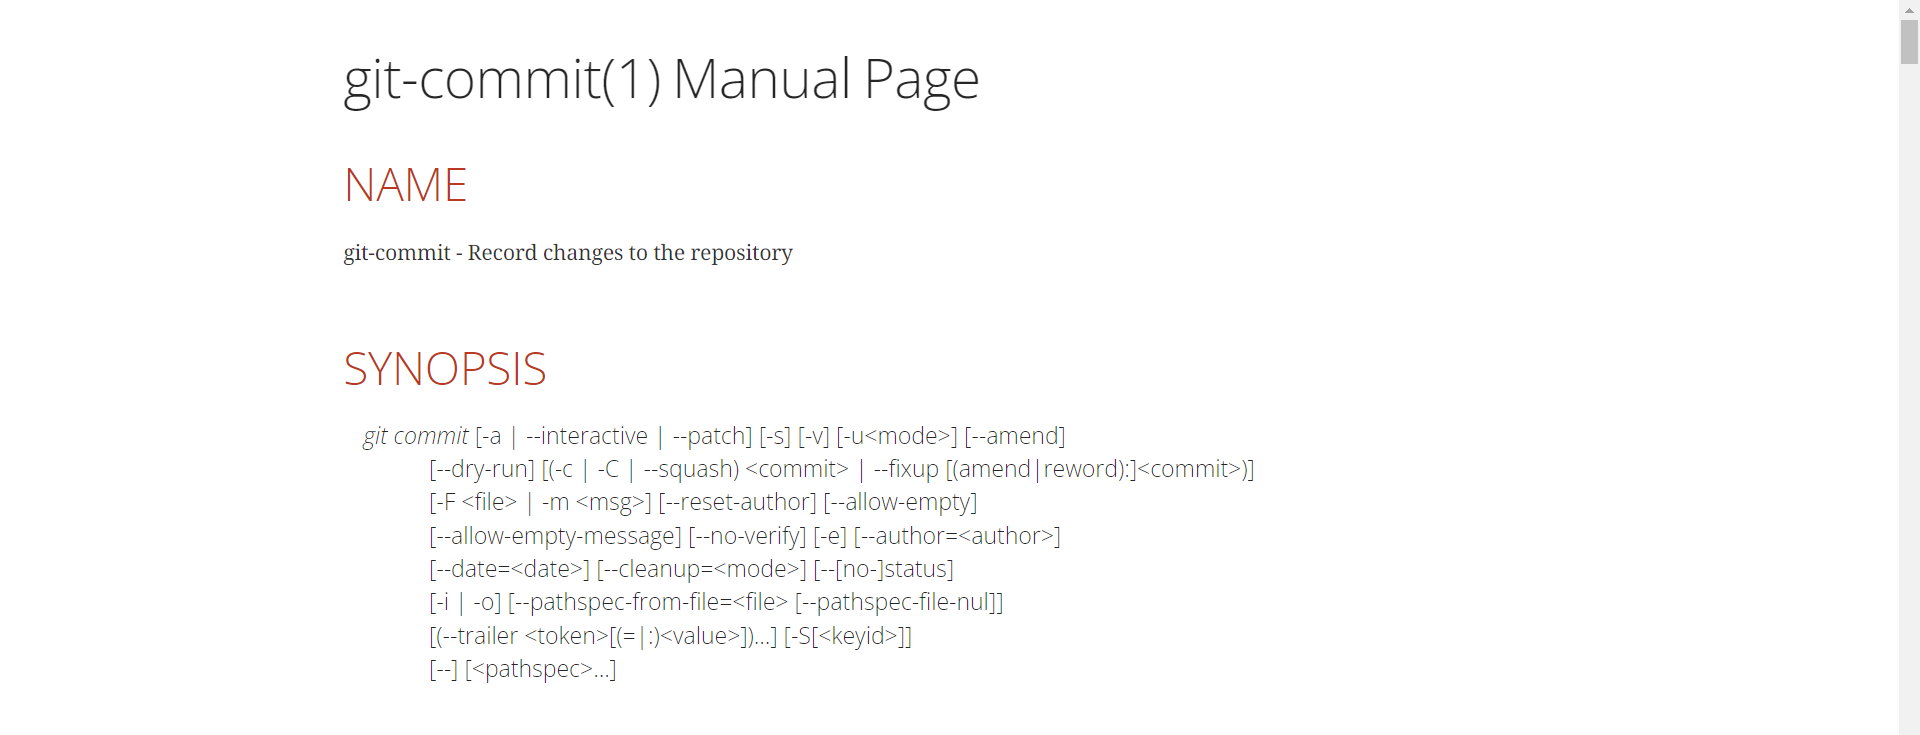 git-commit(1) Manual Page
NAME
git-commit - Record changes to the repository
SYNOPSIS
git commit [-a | --interactive | --patch] [-s] [-v] [-u<mode>] [--amend]
[--dry-run] [(-c | -C | --squash) <commit> | --fixup [(amend|reword):]<commit>)]
[-F <file> | -m <msg>] [--reset-author] [--allow-empty]
[--allow-empty-message] [--no-verify] [-e] [--author=<author>]
[--date=<date>] [--cleanup=<mode>] [--[no-]status]
[-i | -o] [--pathspec-from-file=<file> [--pathspec-file-nul]]
[(--trailer <token>[(=|:)<value>])…​] [-S[<keyid>]]
[--] [<pathspec>…​]